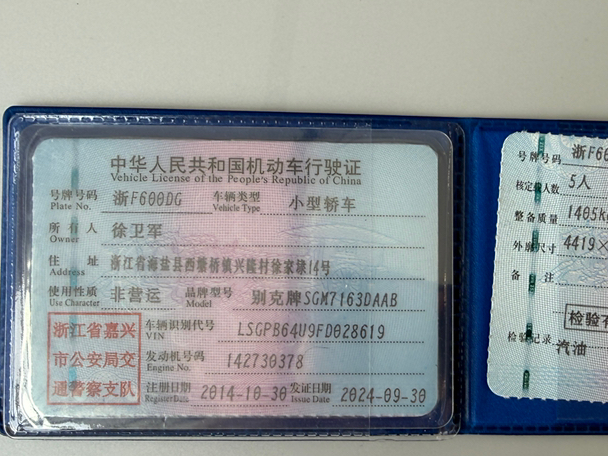 中华人民共和国机动车行驶证
Vehicle License of the People's Republic of China
号牌号码 浙F600DG 车辆类型 小型轿车
Plate No. Vehicle Type
所有人 徐卫军
Owner
住址 浙江省海盐县西塘桥镇兴隆村徐家埭14号
Address
使用性质 非营运 品牌型号 别克牌SGM7163DAAB
Use Character Model
浙江省嘉兴
市公安局交
通警察支队
车辆识别代号 LSGPB64U9FD028619
VIN
发动机号码 142730378
Engine No.
注册日期 2014-10-30 发证日期 2024-09-30
Register Date Issue Date
号牌号码 浙F60
核定载人数 5人
整备质量 1405K
外廓尺寸 4419×
备注
检验
检验记录 汽油